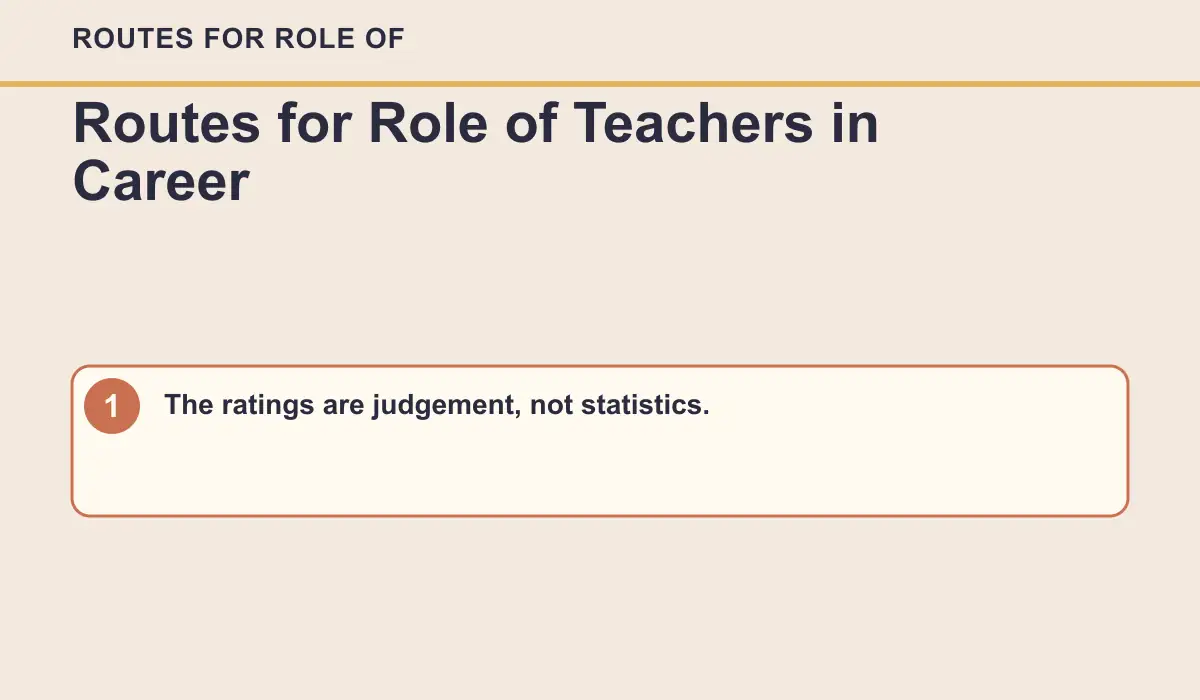 ROUTES FOR ROLE OF
Routes for Role of Teachers in
Career
1 The ratings are judgement, not statistics.